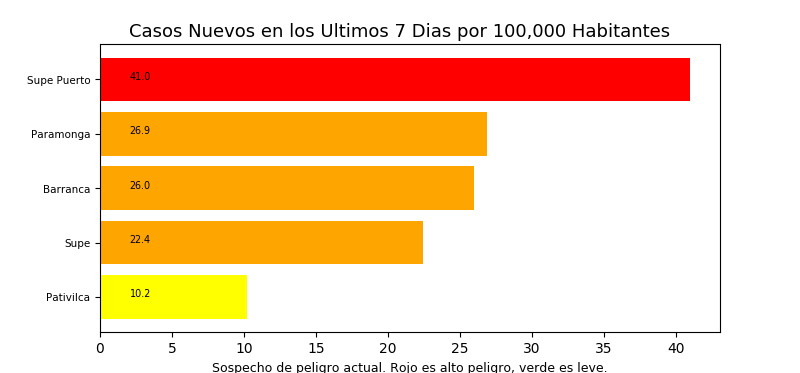 Casos Nuevos en los Ultimos 7 Dias por 100,000 Habitantes
Supe Puerto 41.0
Paramonga 26.9
Barranca 26.0
Supe 22.4
Pativilca 10.2
0 5 10 15 20 25 30 35 40
Sospecho de peligro actual. Rojo es alto peligro, verde es leve.